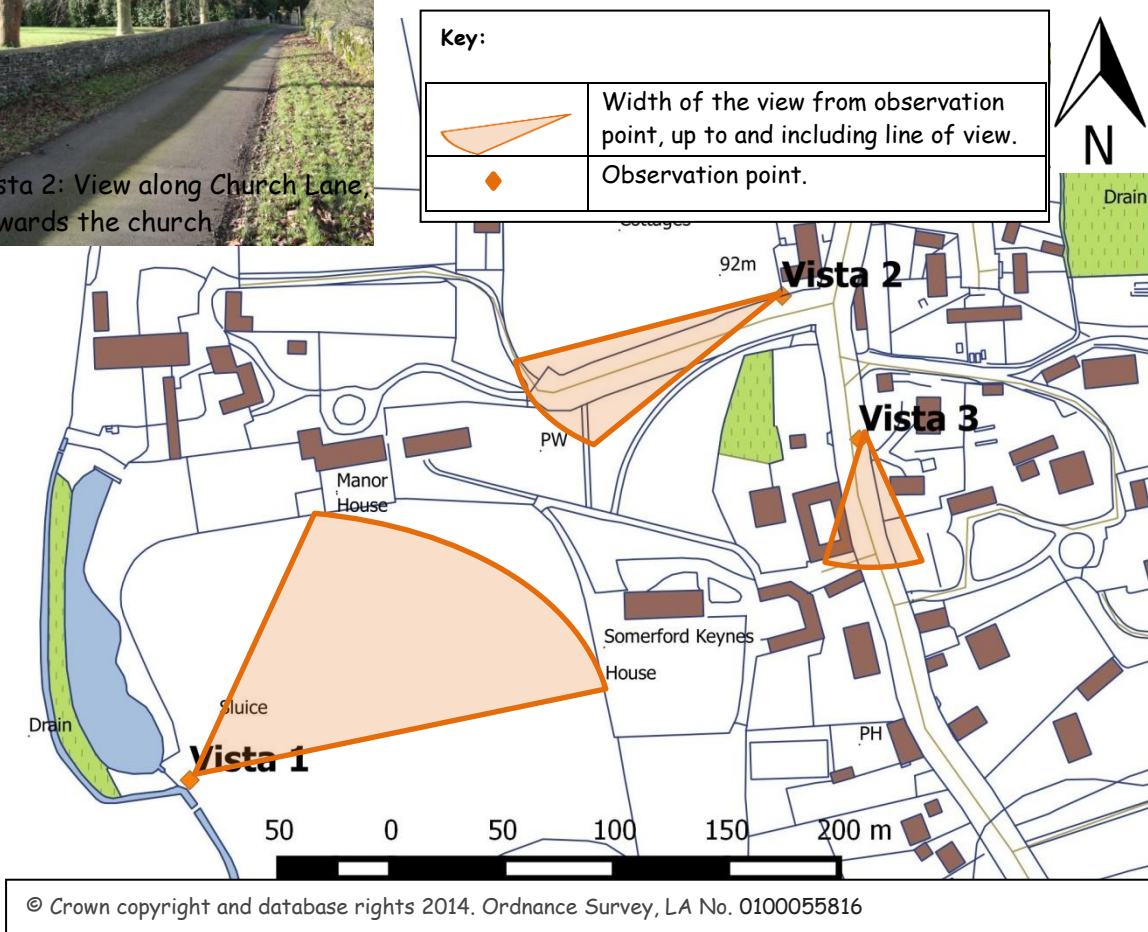 Key:
Width of the view from observation
point, up to and including line of view.
Observation point.
N
sta 2: View along Church Lane,
wards the church
Drain
Cottages
92m
Vista 2
Vista 3
PW
Manor
House
Somerford Keynes
House
Sluice
Drain
Vista 1
PH
50 0 50 100 150 200 m
© Crown copyright and database rights 2014. Ordnance Survey, LA No. 0100055816